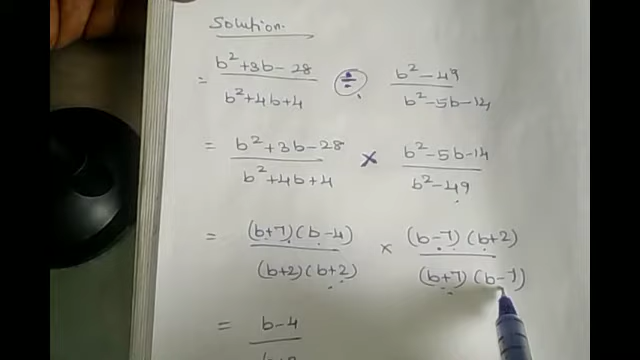 Solution.
= b²+3b-28 / b²+4b+4 ÷ b²-49 / b²-5b-14
= b²+3b-28 / b²+4b+4 × b²-5b-14 / b²-49
= (b+7)(b-4) / (b+2)(b+2) × (b-7)(b+2) / (b+7)(b-7)
= b-4